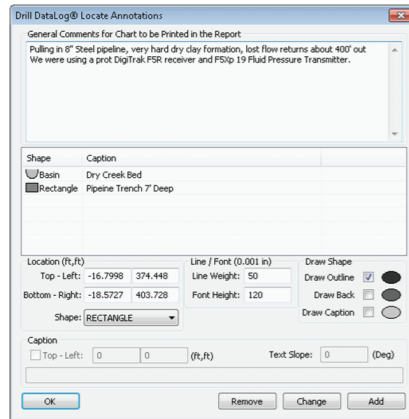 Drill DataLog® Locate Annotations
General Comments for Chart to be Printed in the Report
Pulling in 8" Steel pipeline, very hard dry clay formation, lost flow returns about 400' out
We were using a prot DigiTrak F5R receiver and F5Xp 19 Fluid Pressure Transmitter.
Shape Caption
Basin Dry Creek Bed
Rectangle Pipeine Trench 7' Deep
Location (ft,ft) Line / Font (0.001 in) Draw Shape
Top - Left: -16.7998 374.448 Line Weight: 50 Draw Outline
Bottom - Right: -18.5727 403.728 Font Height: 120 Draw Back
Shape: RECTANGLE Draw Caption
Caption
Top - Left: 0 0 (ft,ft) Text Slope: 0 (Deg)
OK Remove Change Add